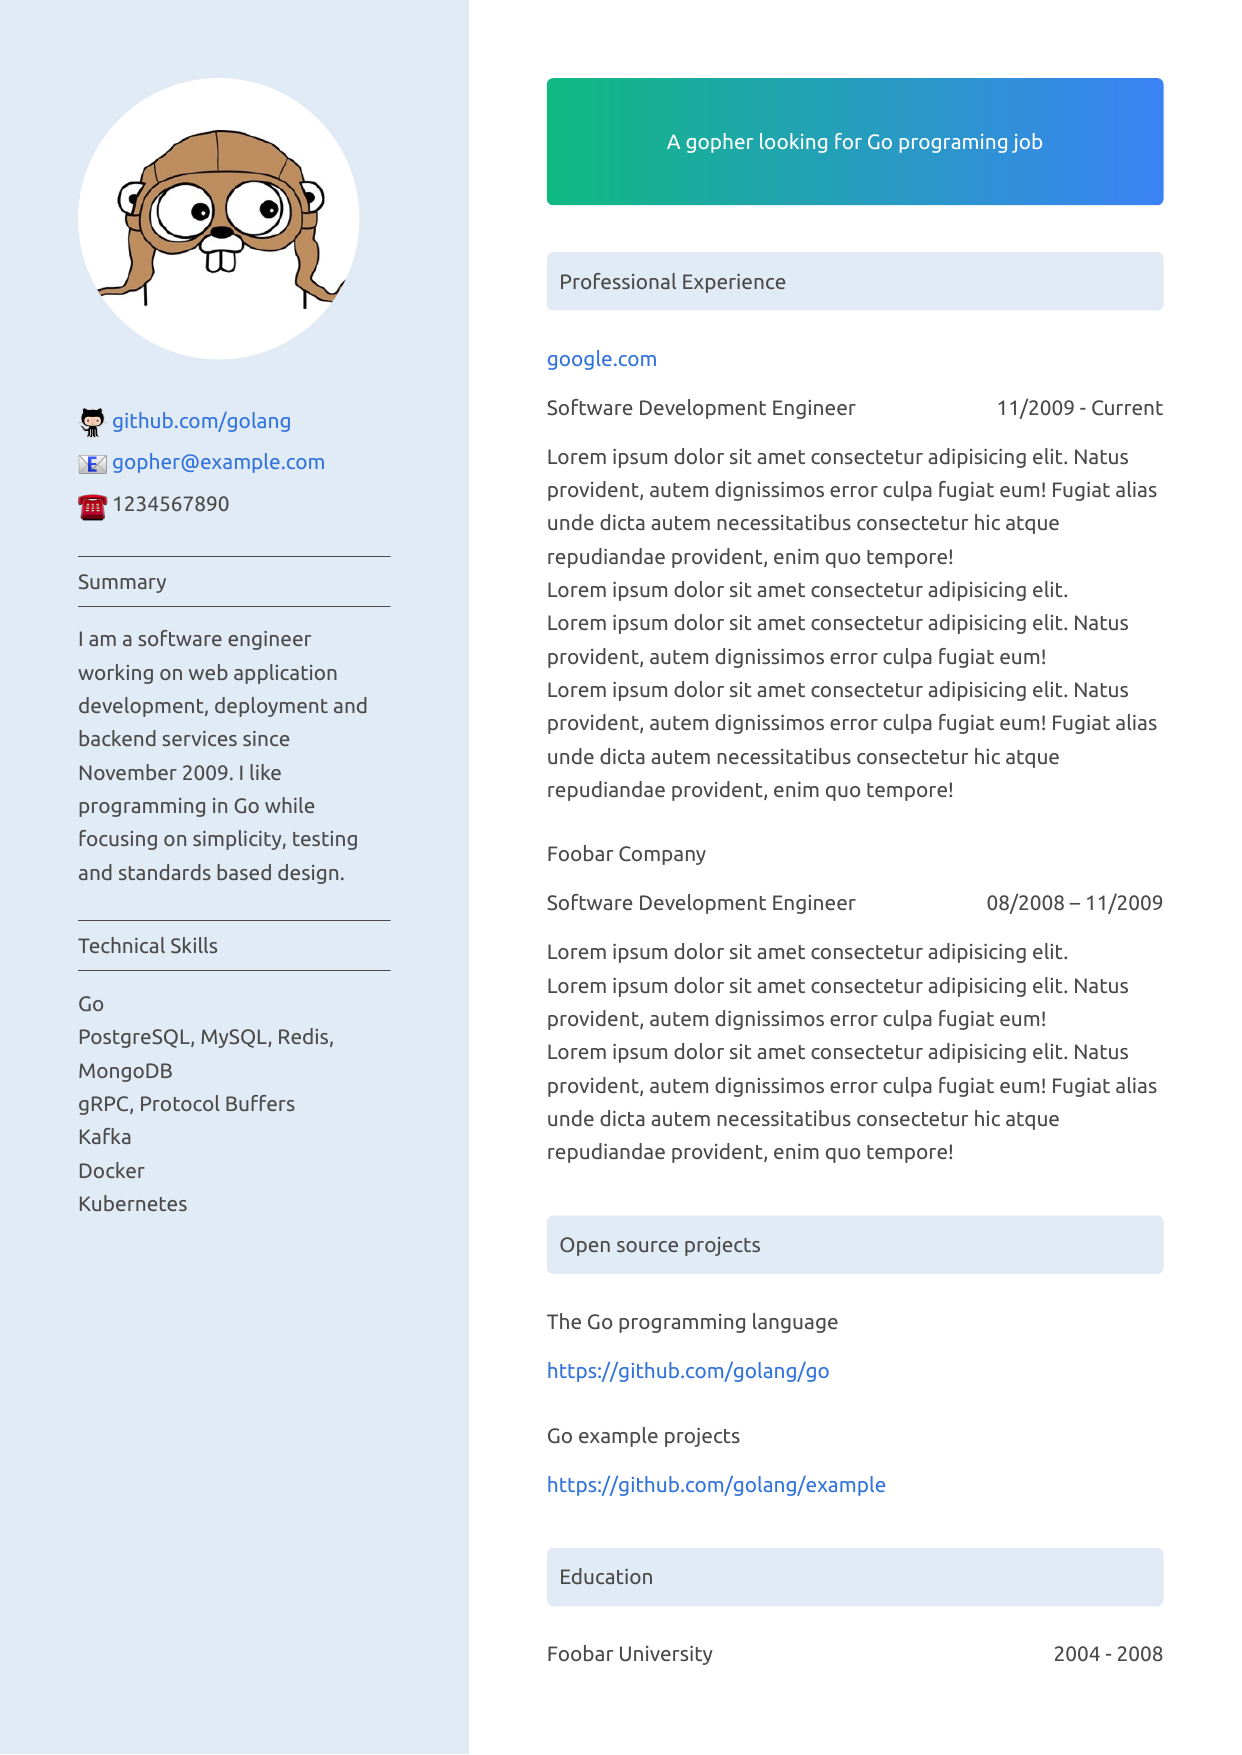 github.com/golang
gopher@example.com
1234567890
Summary
I am a software engineer
working on web application
development, deployment and
backend services since
November 2009. I like
programming in Go while
focusing on simplicity, testing
and standards based design.
Technical Skills
Go
PostgreSQL, MySQL, Redis,
MongoDB
gRPC, Protocol Buffers
Kafka
Docker
Kubernetes
A gopher looking for Go programing job
Professional Experience
google.com
Software Development Engineer 11/2009 - Current
Lorem ipsum dolor sit amet consectetur adipisicing elit. Natus
provident, autem dignissimos error culpa fugiat eum! Fugiat alias
unde dicta autem necessitatibus consectetur hic atque
repudiandae provident, enim quo tempore!
Lorem ipsum dolor sit amet consectetur adipisicing elit.
Lorem ipsum dolor sit amet consectetur adipisicing elit. Natus
provident, autem dignissimos error culpa fugiat eum!
Lorem ipsum dolor sit amet consectetur adipisicing elit. Natus
provident, autem dignissimos error culpa fugiat eum! Fugiat alias
unde dicta autem necessitatibus consectetur hic atque
repudiandae provident, enim quo tempore!
Foobar Company
Software Development Engineer 08/2008 – 11/2009
Lorem ipsum dolor sit amet consectetur adipisicing elit.
Lorem ipsum dolor sit amet consectetur adipisicing elit. Natus
provident, autem dignissimos error culpa fugiat eum!
Lorem ipsum dolor sit amet consectetur adipisicing elit. Natus
provident, autem dignissimos error culpa fugiat eum! Fugiat alias
unde dicta autem necessitatibus consectetur hic atque
repudiandae provident, enim quo tempore!
Open source projects
The Go programming language
https://github.com/golang/go
Go example projects
https://github.com/golang/example
Education
Foobar University 2004 - 2008